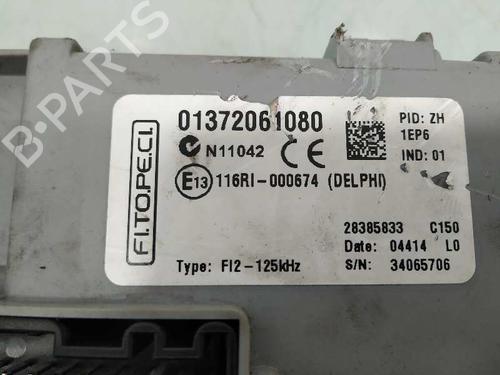 FI.TO.PE.CI.
01372061080
N11042 CE
E13 116RI-000674 (DELPHI)
PID: ZH
1EP6
IND: 01
28385833 C150
Date: 04414 L0
Type: FI2-125kHz
S/N: 34065706